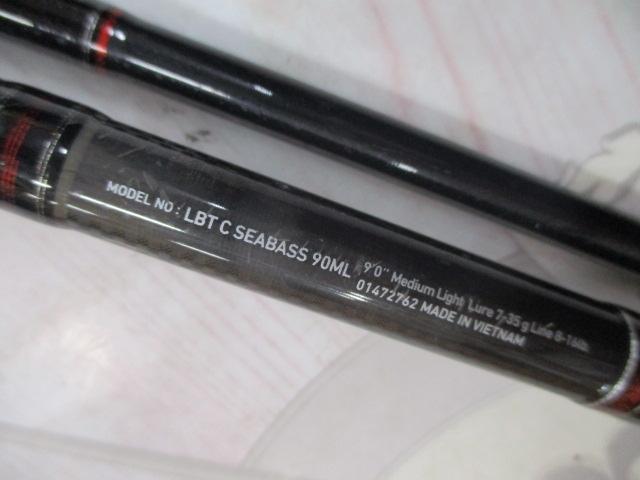 MODEL NO : LBT C SEABASS 90ML
9'0" Medium Light Lure 7-35 g Line 8-16lb
01472762 MADE IN VIETNAM